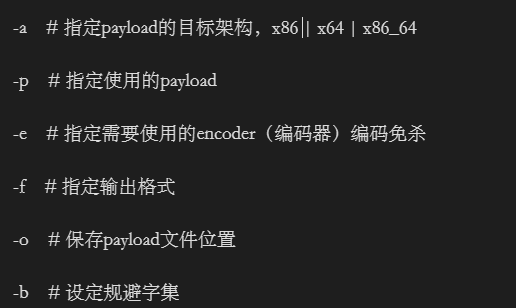 -a # 指定payload的目标架构，x86|| x64 | x86_64
-p # 指定使用的payload
-e # 指定需要使用的encoder（编码器）编码免杀
-f # 指定输出格式
-o # 保存payload文件位置
-b # 设定规避字集